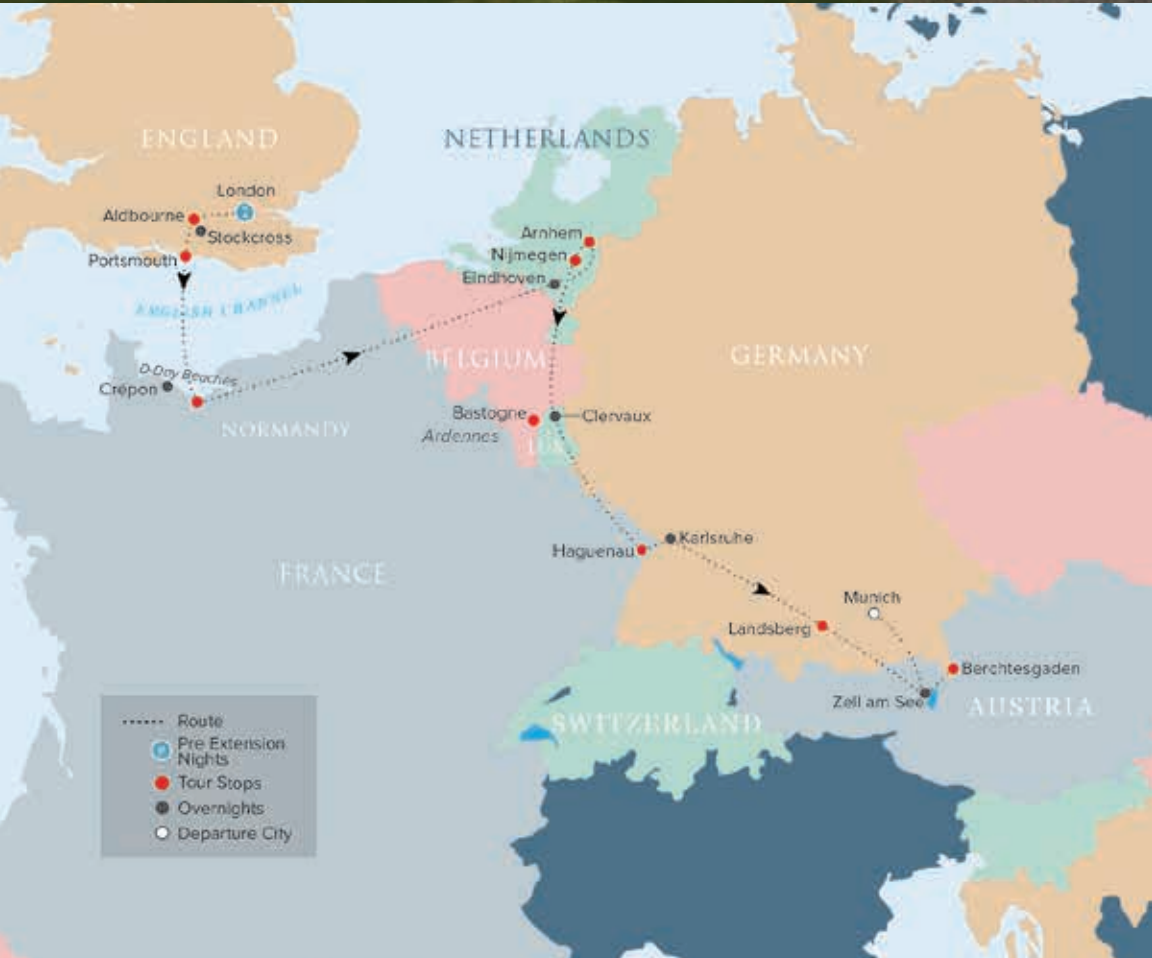 ENGLAND
NETHERLANDS
London
Aldbourne
Stockcross
Portsmouth
Arnhem
Nijmegen
Eindhoven
ENGLISH CHANNEL
BELGIUM
GERMANY
D-Day Beaches
Crépon
NORMANDY
Bastogne
Clervaux
Ardennes
LUX
Karlsruhe
Haguenau
FRANCE
Munich
Landsberg
Berchtesgaden
Zell am See
AUSTRIA
SWITZERLAND
Route
Pre Extension
Nights
Tour Stops
Overnights
Departure City